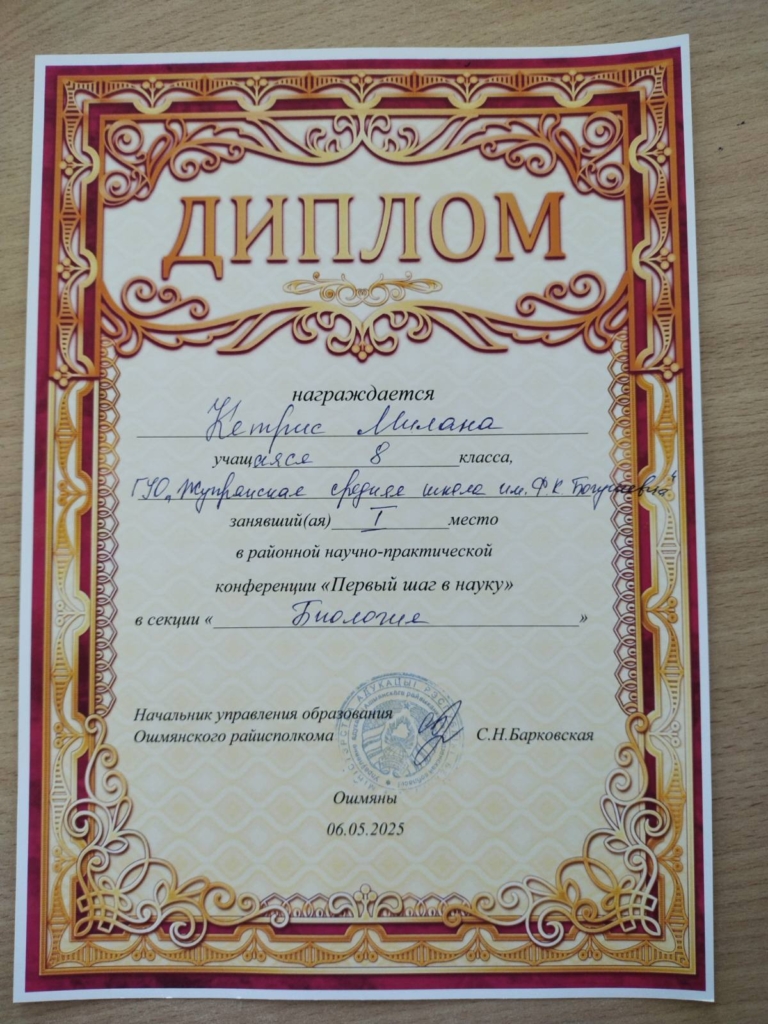 ДИПЛОМ
награждается
Кетрис Милана
учащаяся 8 класса,
ГУО „Жупранская средняя школа им. Ф.К. Богушевича"
занявший(ая) I место
в районной научно-практической
конференции «Первый шаг в науку»
в секции « Биология »
Начальник управления образования
Ошмянского райисполкома С.Н.Барковская
Ошмяны
06.05.2025